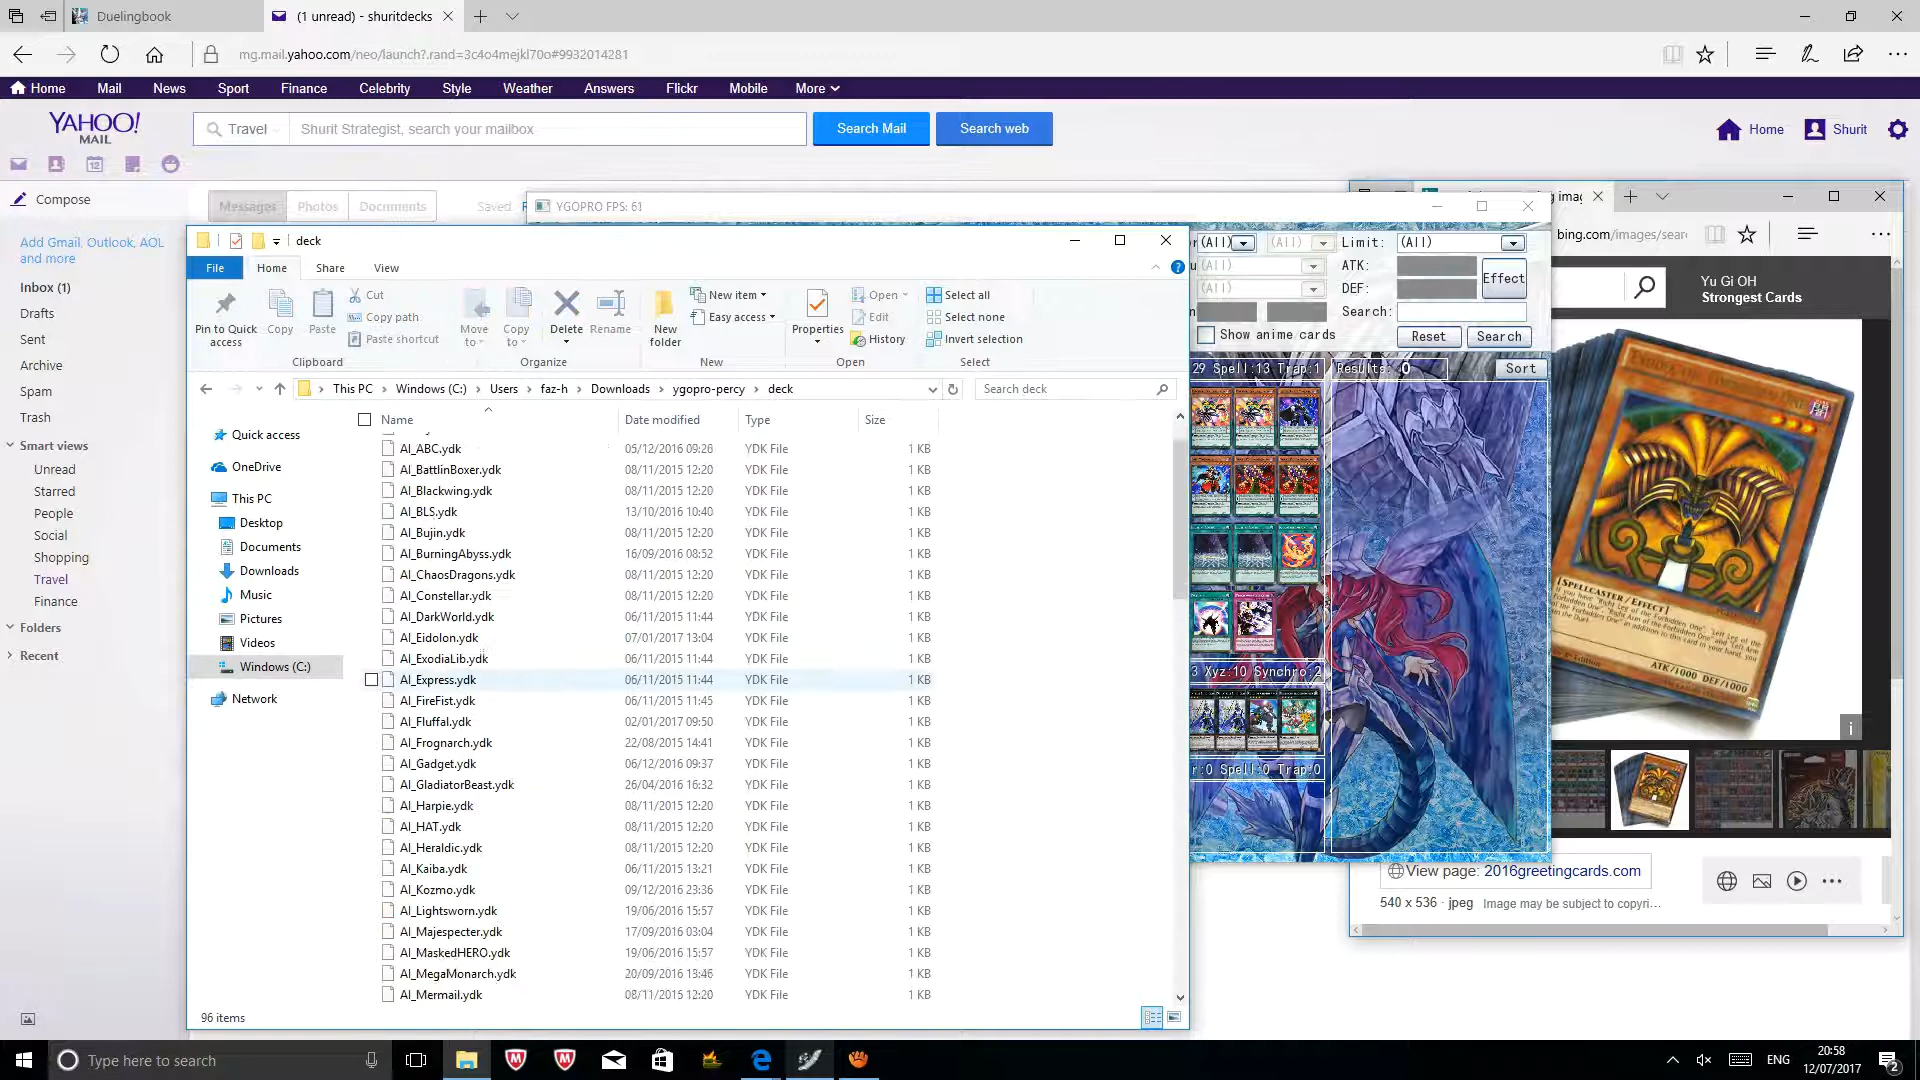 Duelingbook
(1 unread) - shuritdecks
mg.mail.yahoo.com/neo/launch?.rand=3c4o4mejkl70o#9932014281
Home Mail News Sport Finance Celebrity Style Weather Answers Flickr Mobile More
YAHOO!
MAIL
Travel
Shurit Strategist, search your mailbox
Search Mail
Search web
Home
Shurit
12
Compose
Messages
Photos
Documents
Saved
Add Gmail, Outlook, AOL
and more
Inbox (1)
Drafts
Sent
Archive
Spam
Trash
Smart views
Unread
Starred
People
Social
Shopping
Travel
Finance
Folders
Recent
YGOPRO FPS: 61
deck
File
Home
Share
View
Pin to Quick
access
Copy
Paste
Cut
Copy path
Paste shortcut
Clipboard
Move
to
Copy
to
Delete
Rename
Organize
New
folder
New item
Easy access
New
Properties
Open
Edit
History
Open
Select all
Select none
Invert selection
Select
This PC
Windows (C:)
Users
faz-h
Downloads
ygopro-percy
deck
Search deck
Quick access
OneDrive
This PC
Desktop
Documents
Downloads
Music
Pictures
Videos
Windows (C:)
Network
Name Date modified Type Size
AI_ABC.ydk 05/12/2016 09:26 YDK File 1 KB
AI_BattlinBoxer.ydk 08/11/2015 12:20 YDK File 1 KB
AI_Blackwing.ydk 08/11/2015 12:20 YDK File 1 KB
AI_BLS.ydk 13/10/2016 10:40 YDK File 1 KB
AI_Bujin.ydk 08/11/2015 12:20 YDK File 1 KB
AI_BurningAbyss.ydk 16/09/2016 08:52 YDK File 1 KB
AI_ChaosDragons.ydk 08/11/2015 12:20 YDK File 1 KB
AI_Constellar.ydk 08/11/2015 12:20 YDK File 1 KB
AI_DarkWorld.ydk 06/11/2015 11:44 YDK File 1 KB
AI_Eidolon.ydk 07/01/2017 13:04 YDK File 1 KB
AI_ExodiaLib.ydk 06/11/2015 11:44 YDK File 1 KB
AI_Express.ydk 06/11/2015 11:44 YDK File 1 KB
AI_FireFist.ydk 06/11/2015 11:45 YDK File 1 KB
AI_Fluffal.ydk 02/01/2017 09:50 YDK File 1 KB
AI_Frognarch.ydk 22/08/2015 14:41 YDK File 1 KB
AI_Gadget.ydk 06/12/2016 09:37 YDK File 1 KB
AI_GladiatorBeast.ydk 26/04/2016 16:32 YDK File 1 KB
AI_Harpie.ydk 08/11/2015 12:20 YDK File 1 KB
AI_HAT.ydk 08/11/2015 12:20 YDK File 1 KB
AI_Heraldic.ydk 08/11/2015 12:20 YDK File 1 KB
AI_Kaiba.ydk 06/11/2015 13:21 YDK File 1 KB
AI_Kozmo.ydk 09/12/2016 23:36 YDK File 1 KB
AI_Lightsworn.ydk 19/06/2016 15:57 YDK File 1 KB
AI_Majespecter.ydk 17/09/2016 03:04 YDK File 1 KB
AI_MaskedHERO.ydk 19/06/2016 15:57 YDK File 1 KB
AI_MegaMonarch.ydk 20/09/2016 13:46 YDK File 1 KB
AI_Mermail.ydk 08/11/2015 12:20 YDK File 1 KB
96 items
(All)
(All)
Limit: (All)
(All)
ATK:
(All)
DEF:
Effect
Search:
Show anime cards
Reset
Search
29 Spell:13 Trap:1
Results: 0
Sort
3 Xyz:10 Synchro:2
r:0 Spell:0 Trap:0
bing.com/images/sear
Yu Gi OH
Strongest Cards
[SPELLCASTER / EFFECT]
ATK/1000 DEF/1000
View page: 2016greetingcards.com
540 x 536 · jpeg Image may be subject to copyri...
Type here to search
ENG
20:58
12/07/2017
2